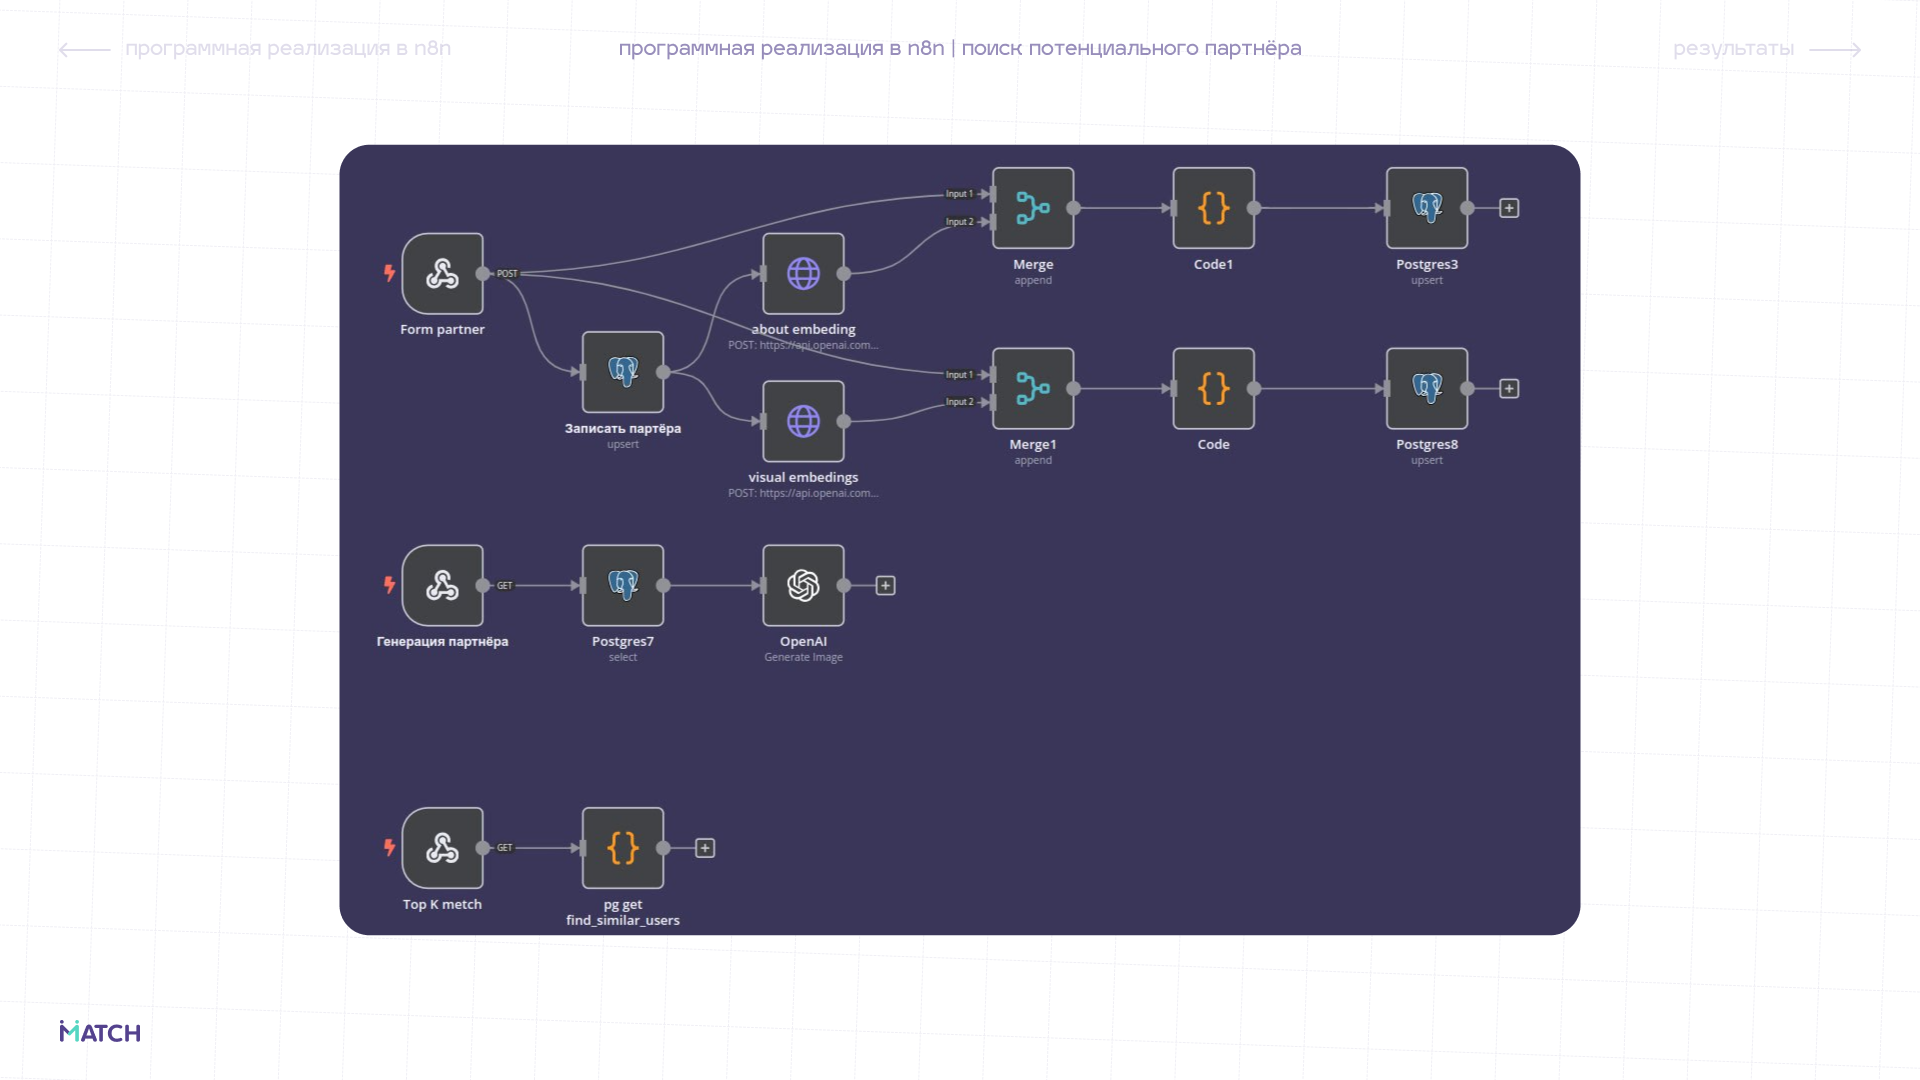 программная реализация в n8n
программная реализация в n8n | поиск потенциального партнёра
результаты
Input 1
Input 2
POST
Merge
append
Code1
Postgres3
upsert
Form partner
about embeding
POST: https://api.openai.com...
Input 1
Input 2
Записать партёра
upsert
Merge1
append
Code
Postgres8
upsert
visual embedings
POST: https://api.openai.com...
GET
Генерация партнёра
Postgres7
select
OpenAI
Generate Image
GET
Top K match
pg get
find_similar_users
MATCH